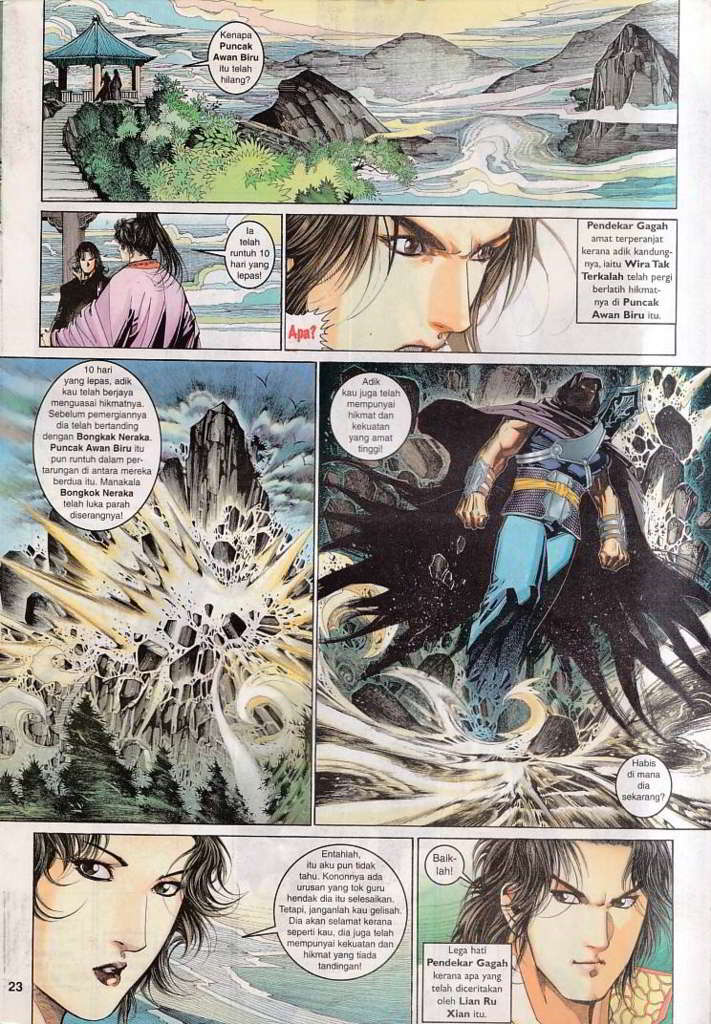 Kenapa
Puncak
Awan Biru
itu telah
hilang?
Ia
telah
runtuh 10
hari yang
lepas!
Apa?
Pendekar Gagah
amat terperanjat
kerana adik kandung-
nya, iaitu Wira Tak
Terkalah telah pergi
berlatih hikmat-
nya di Puncak
Awan Biru itu.
10 hari
yang lepas, adik
kau telah berjaya
menguasai hikmatnya.
Sebelum pemergiannya
dia telah bertanding
dengan Bongkak Neraka.
Puncak Awan Biru itu
pun runtuh dalam per-
tarungan di antara mereka
berdua itu. Manakala
Bongkok Neraka
telah luka parah
diserangnya!
Adik
kau juga telah
mempunyai
hikmat dan
kekuatan
yang amat
tinggi!
Habis
di mana
dia
sekarang?
Entahlah,
itu aku pun tidak
tahu. Kononnya ada
urusan yang tok guru
hendak dia itu selesaikan.
Tetapi, janganlah kau gelisah.
Dia akan selamat kerana
seperti kau, dia juga telah
mempunyai kekuatan dan
hikmat yang tiada
tandingan!
Baik-
lah!
Lega hati
Pendekar Gagah
kerana apa yang
telah diceritakan
oleh Lian Ru
Xian itu.
23